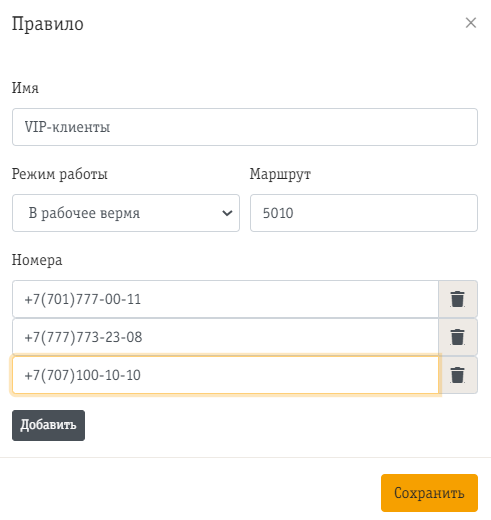 Правило
Имя
VIP-клиенты
Режим работы
Маршрут
В рабочее вермя
5010
Номера
+7(701)777-00-11
+7(777)773-23-08
+7(707)100-10-10
Добавить
Сохранить